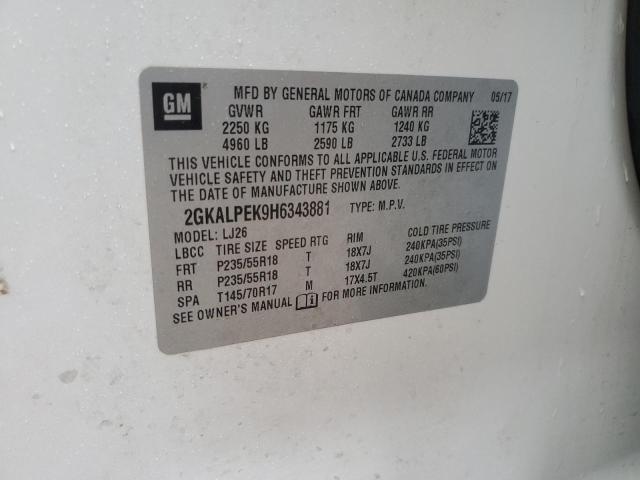 GM
MFD BY GENERAL MOTORS OF CANADA COMPANY 05/17
GVWR GAWR FRT GAWR RR
2250 KG 1175 KG 1240 KG
4960 LB 2590 LB 2733 LB
THIS VEHICLE CONFORMS TO ALL APPLICABLE U.S. FEDERAL MOTOR
VEHICLE SAFETY AND THEFT PREVENTION STANDARDS IN EFFECT ON
THE DATE OF MANUFACTURE SHOWN ABOVE.
2GKALPEK9H6343881 TYPE: M.P.V.
MODEL: LJ26
LBCC TIRE SIZE SPEED RTG RIM COLD TIRE PRESSURE
FRT P235/55R18 T 18X7J 240KPA(35PSI)
RR P235/55R18 T 18X7J 240KPA(35PSI)
SPA T145/70R17 M 17X4.5T 420KPA(60PSI)
SEE OWNER'S MANUAL FOR MORE INFORMATION.